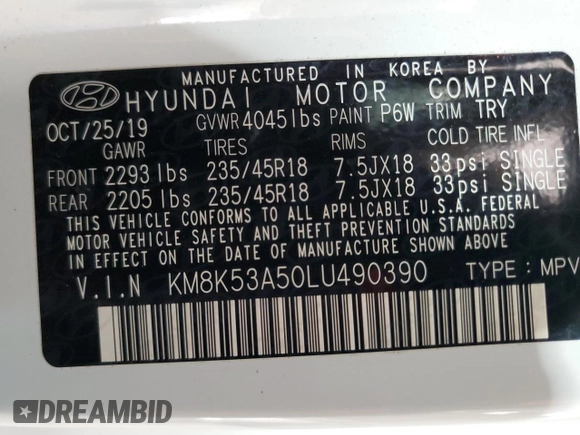 MANUFACTURED IN KOREA BY
HYUNDAI MOTOR COMPANY
OCT/25/19 GVWR 4045lbs PAINT P6W TRIM TRY
GAWR TIRES RIMS COLD TIRE INFL
FRONT 2293 lbs 235/45R18 7.5JX18 33psi SINGLE
REAR 2205 lbs 235/45R18 7.5JX18 33psi SINGLE
THIS VEHICLE CONFORMS TO ALL APPLICABLE U.S.A. FEDERAL
MOTOR VEHICLE SAFETY AND THEFT PREVENTION STANDARDS
IN EFFECT ON THE DATE OF MANUFACTURE SHOWN ABOVE.
V.I.N KM8K53A50LU490390 TYPE : MPV
DREAMBID